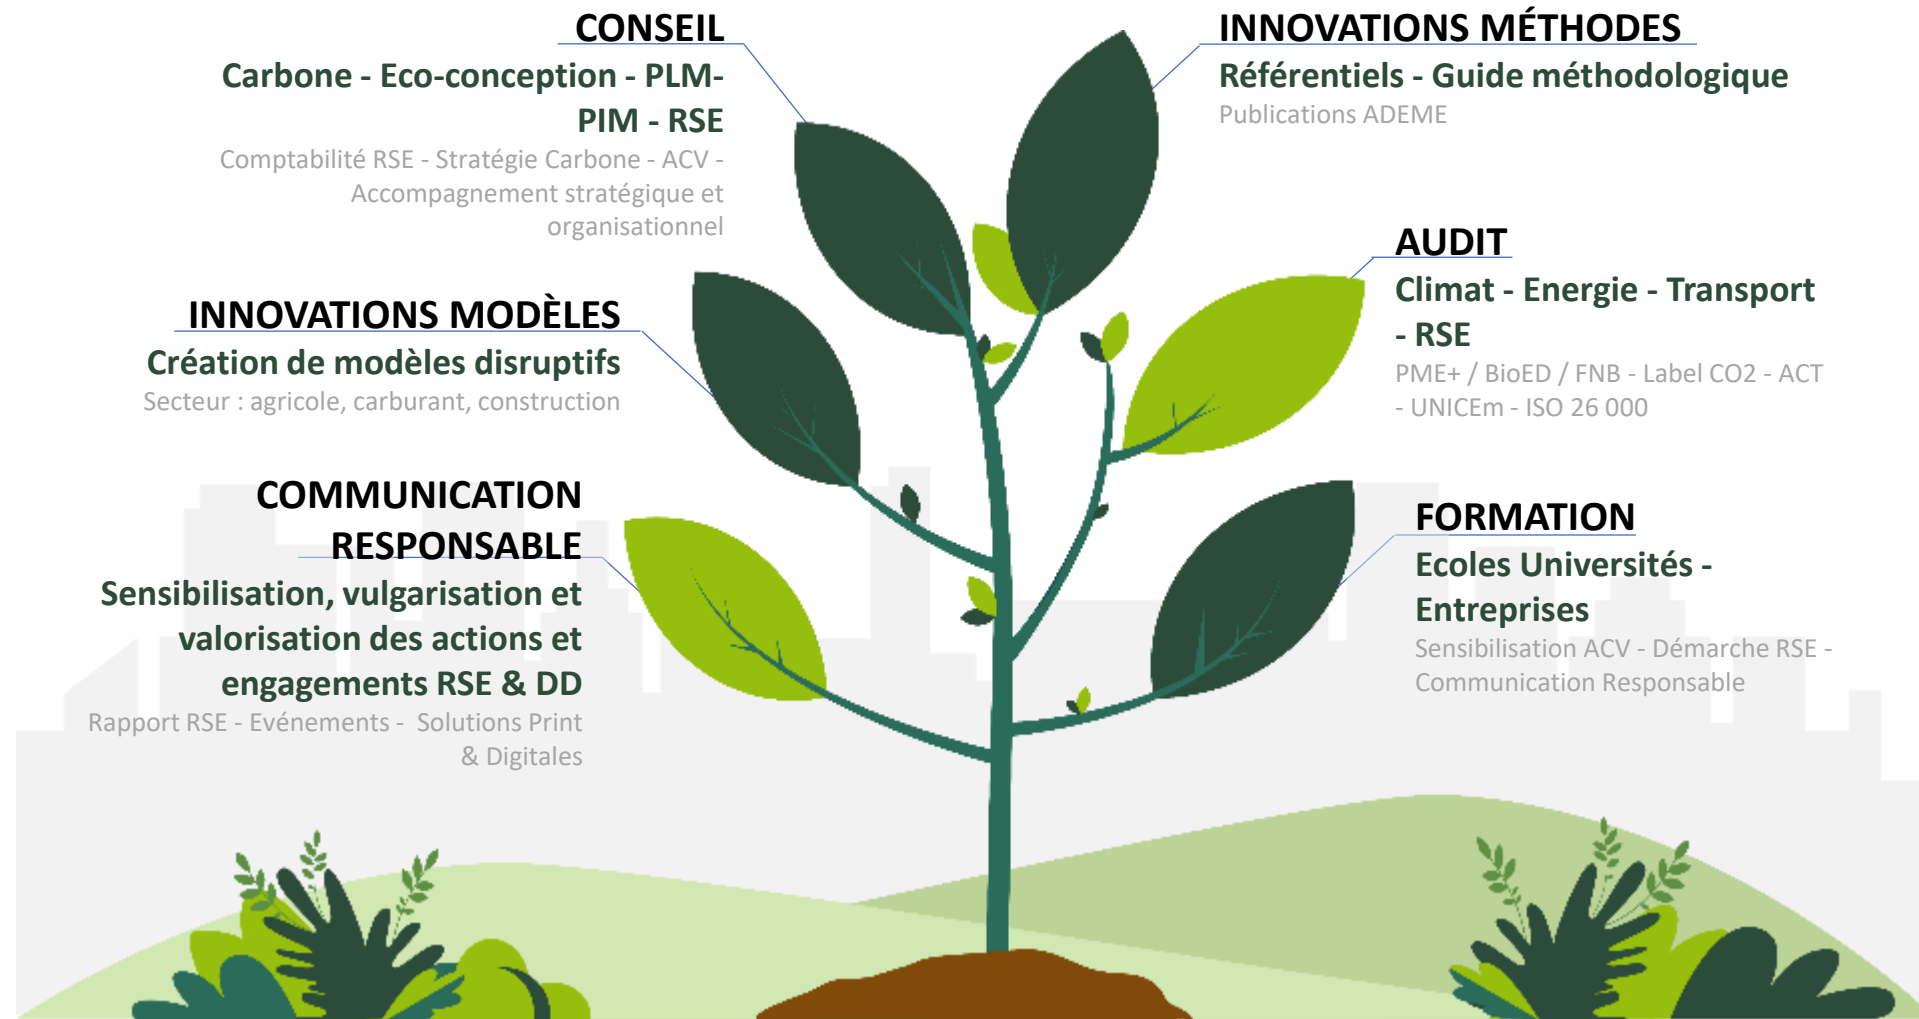 CONSEIL
Carbone - Eco-conception - PLM-
PIM - RSE
Comptabilité RSE - Stratégie Carbone - ACV -
Accompagnement stratégique et
organisationnel
INNOVATIONS MODÈLES
Création de modèles disruptifs
Secteur : agricole, carburant, construction
COMMUNICATION
RESPONSABLE
Sensibilisation, vulgarisation et
valorisation des actions et
engagements RSE & DD
Rapport RSE - Evénements - Solutions Print
& Digitales
INNOVATIONS MÉTHODES
Référentiels - Guide méthodologique
Publications ADEME
AUDIT
Climat - Energie - Transport
- RSE
PME+ / BioED / FNB - Label CO2 - ACT
- UNICEm - ISO 26 000
FORMATION
Ecoles Universités -
Entreprises
Sensibilisation ACV - Démarche RSE -
Communication Responsable